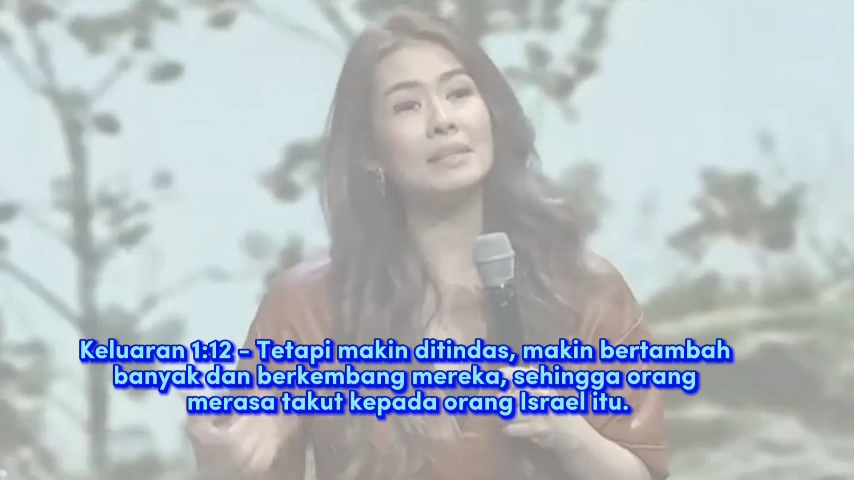 Keluaran 1:12 - Tetapi makin ditindas, makin bertambah
banyak dan berkembang mereka, sehingga orang
merasa takut kepada orang Israel itu.